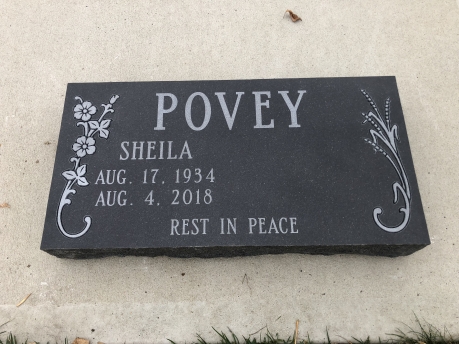 POVEY
SHEILA
AUG. 17, 1934
AUG. 4, 2018
REST IN PEACE